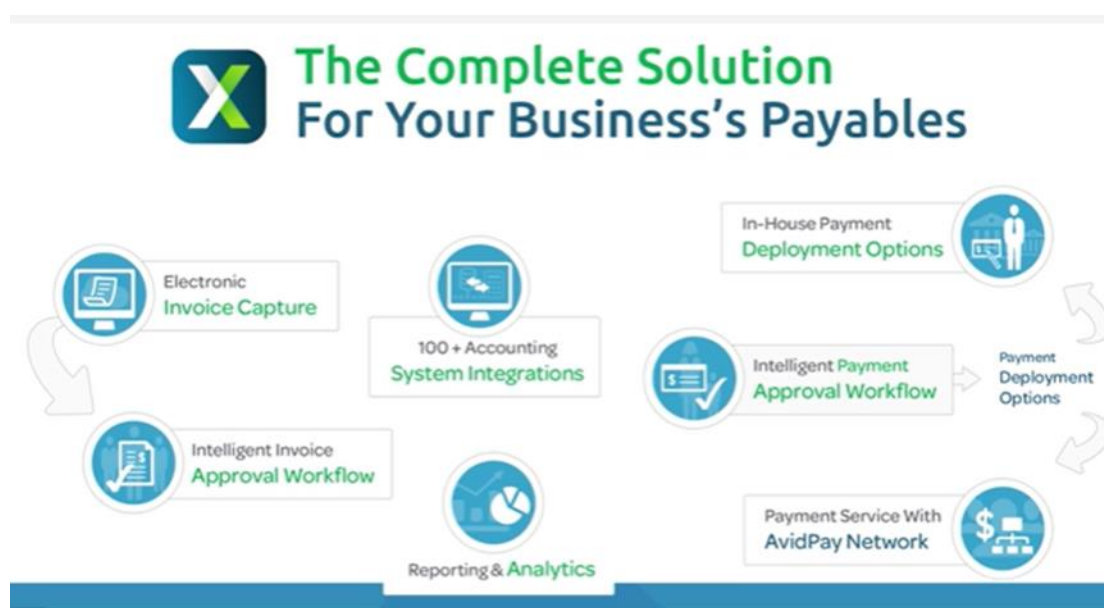 The Complete Solution
For Your Business's Payables
Electronic
Invoice Capture
Intelligent Invoice
Approval Workflow
100 + Accounting
System Integrations
Reporting & Analytics
In-House Payment
Deployment Options
Intelligent Payment
Approval Workflow
Payment
Deployment
Options
Payment Service With
AvidPay Network